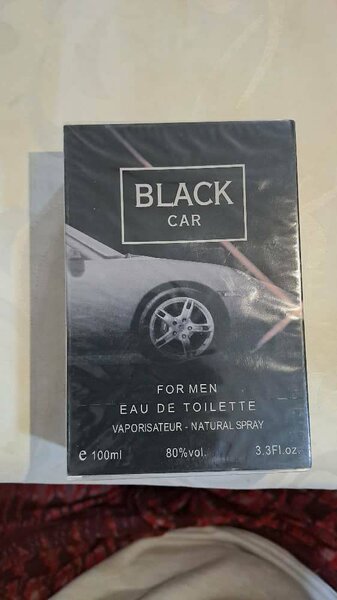 BLACK
CAR
FOR MEN
EAU DE TOILETTE
VAPORISATEUR - NATURAL SPRAY
e 100ml 80%vol. 3.3Fl.oz.